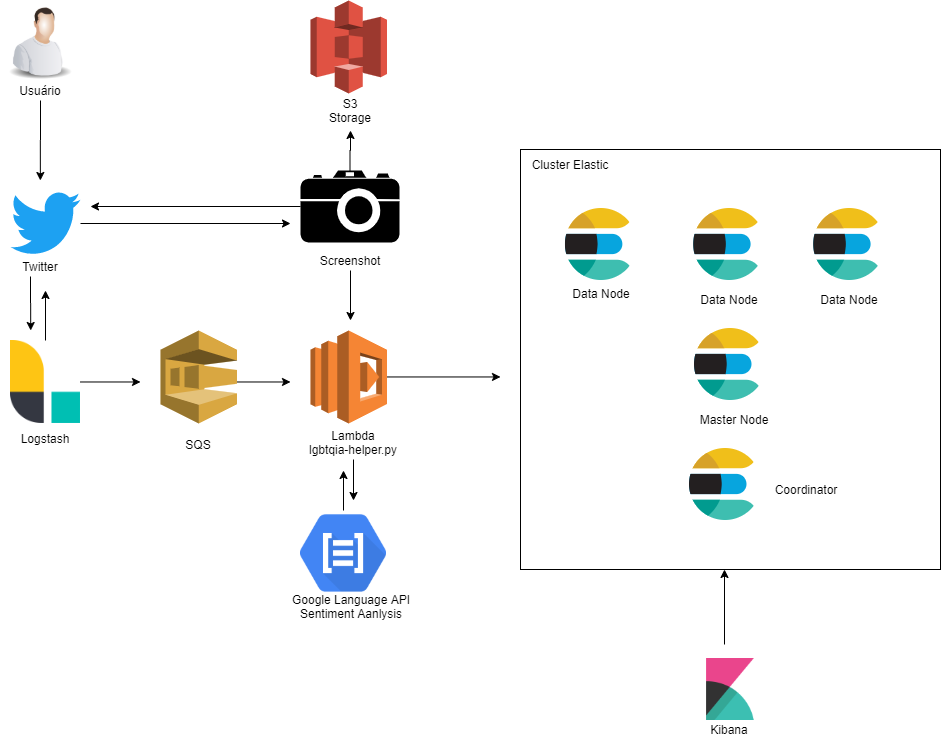 Usuário
S3
Storage
Cluster Elastic
Twitter
Screenshot
Data Node
Data Node
Data Node
Logstash
SQS
Lambda
lgbtqia-helper.py
Master Node
Coordinator
Google Language API
Sentiment Aanlysis
Kibana